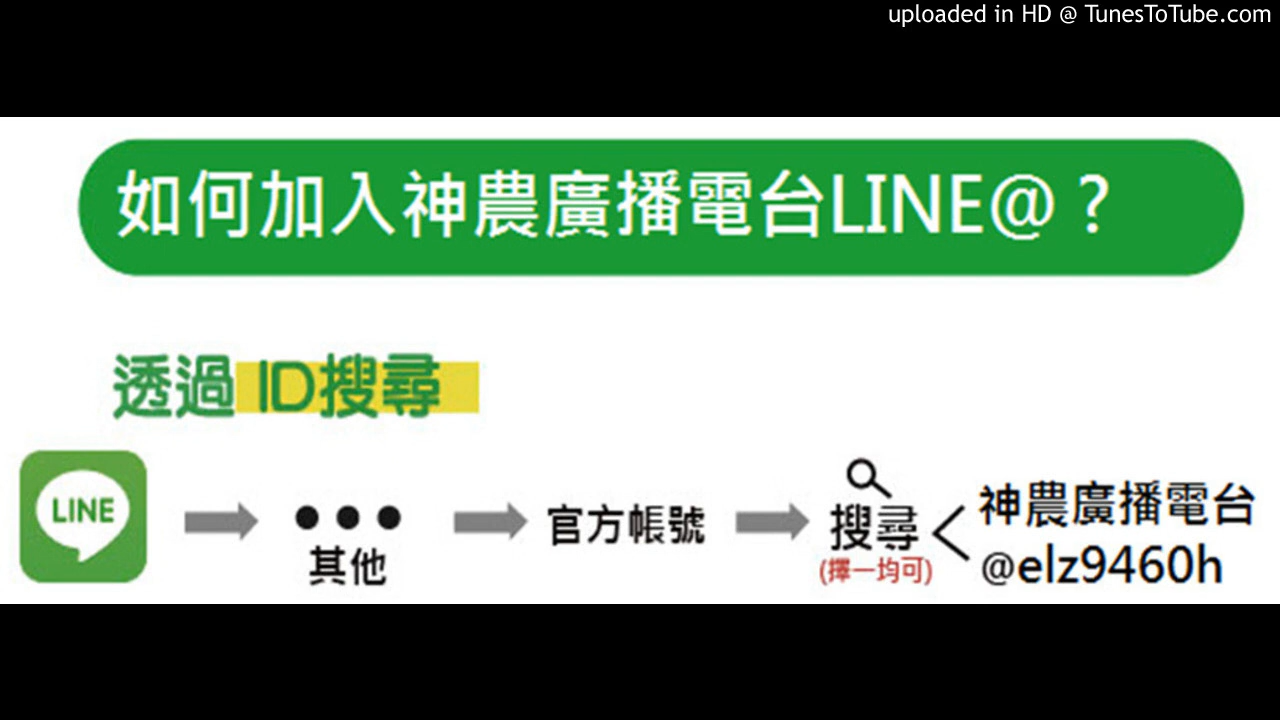 uploaded in HD @ TunesToTube.com
如何加入神農廣播電台LINE@？
透過 ID搜尋
LINE
•••
其他
官方帳號
搜尋
(擇一均可)
神農廣播電台
@elz9460h